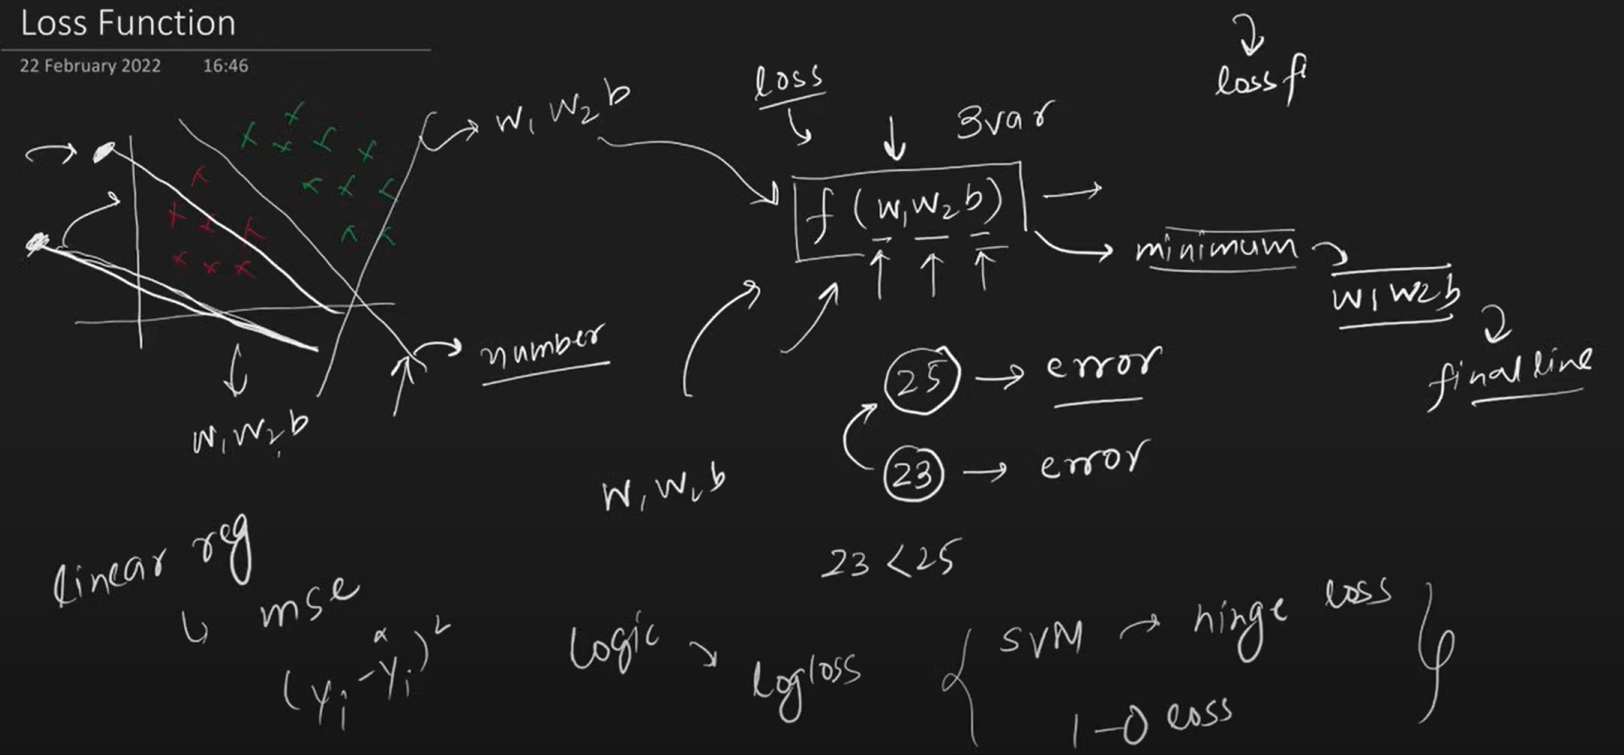 Loss Function
22 February 2022 16:46
loss f
loss
w1 w2 b
3var
f(w1 w2 b)
minimum
w1 w2 b
number
final line
25 → error
w1 w2 b
23 → error
w1 w2 b
23 < 25
linear reg
mse
(yi - ŷi)²
logic
logloss
SVM → hinge loss
1-0 loss